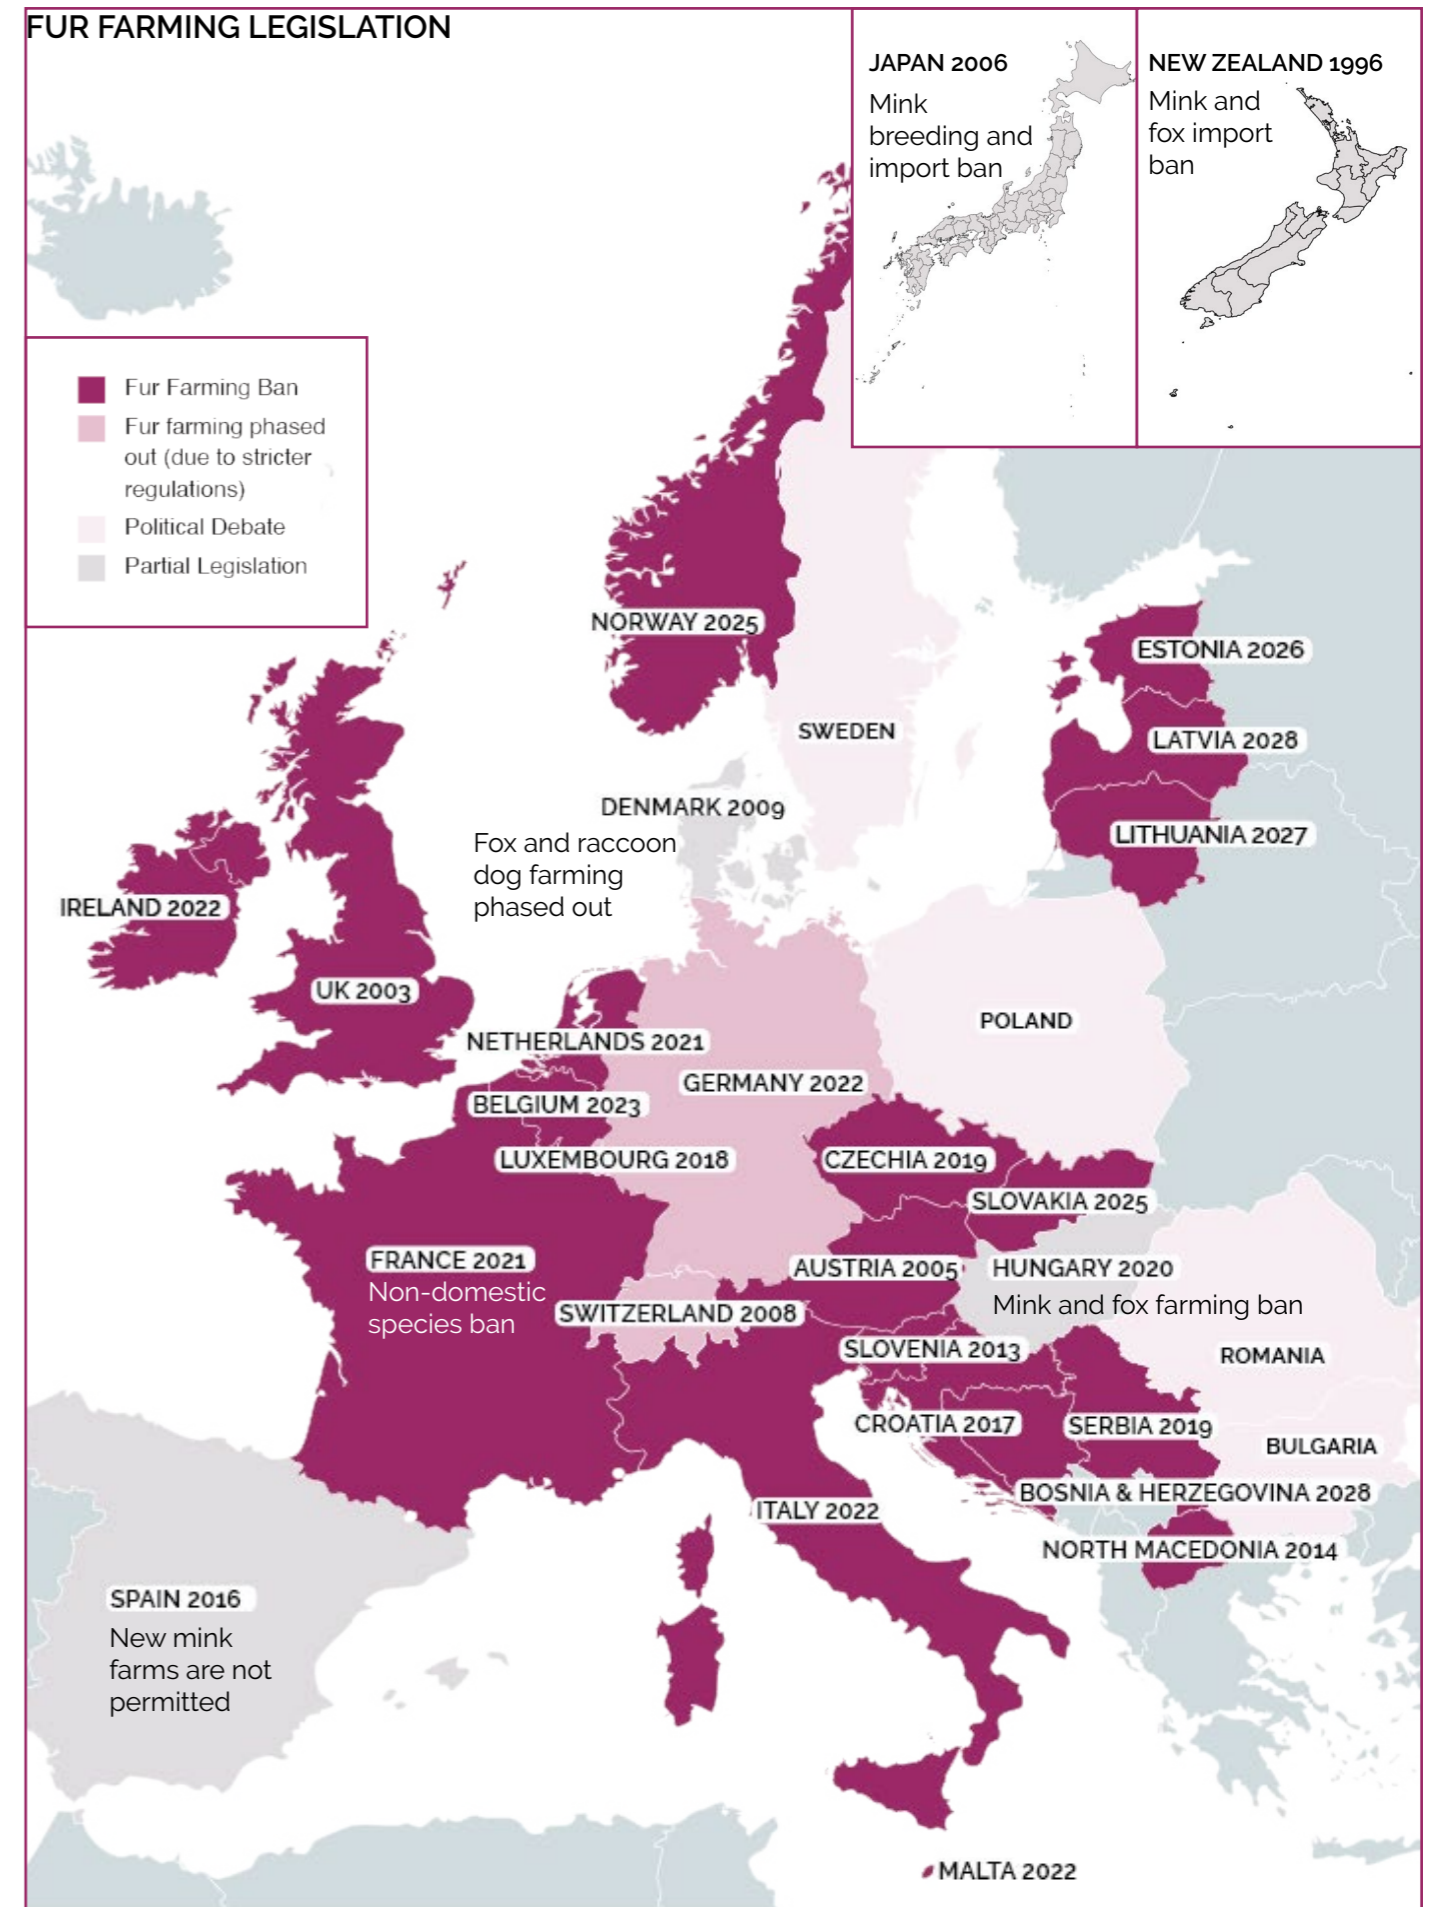 FUR FARMING LEGISLATION
JAPAN 2006
Mink
breeding and
import ban
NEW ZEALAND 1996
Mink and
fox import
ban
Fur Farming Ban
Fur farming phased
out (due to stricter
regulations)
Political Debate
Partial Legislation
NORWAY 2025
ESTONIA 2026
SWEDEN
LATVIA 2028
DENMARK 2009
Fox and raccoon
dog farming
phased out
LITHUANIA 2027
IRELAND 2022
UK 2003
POLAND
NETHERLANDS 2021
GERMANY 2022
BELGIUM 2023
LUXEMBOURG 2018
CZECHIA 2019
SLOVAKIA 2025
FRANCE 2021
Non-domestic
species ban
AUSTRIA 2005
HUNGARY 2020
Mink and fox farming ban
SWITZERLAND 2008
SLOVENIA 2013
ROMANIA
CROATIA 2017
SERBIA 2019
BULGARIA
BOSNIA & HERZEGOVINA 2028
ITALY 2022
NORTH MACEDONIA 2014
SPAIN 2016
New mink
farms are not
permitted
MALTA 2022